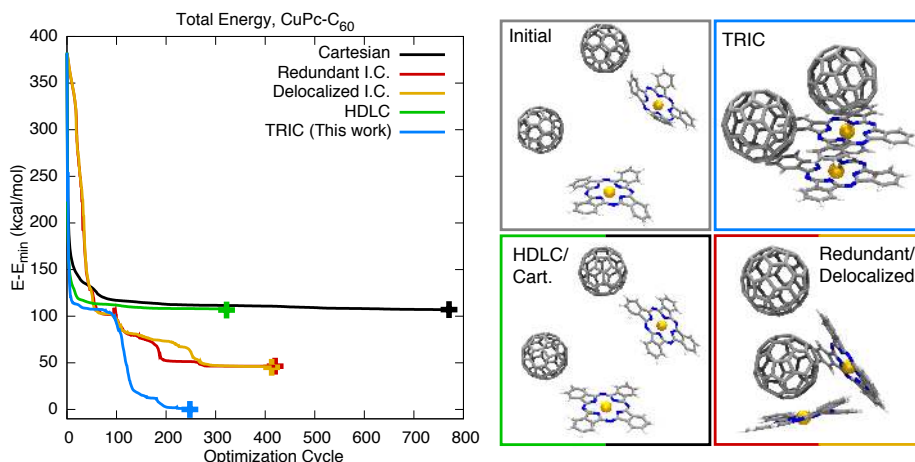 Total Energy, CuPc-C60
E-Emin (kcal/mol)
400
350
300
250
200
150
100
50
0
Cartesian
Redundant I.C.
Delocalized I.C.
HDLC
TRIC (This work)
0 100 200 300 400 500 600 700 800
Optimization Cycle
Initial
TRIC
HDLC/
Cart.
Redundant/
Delocalized